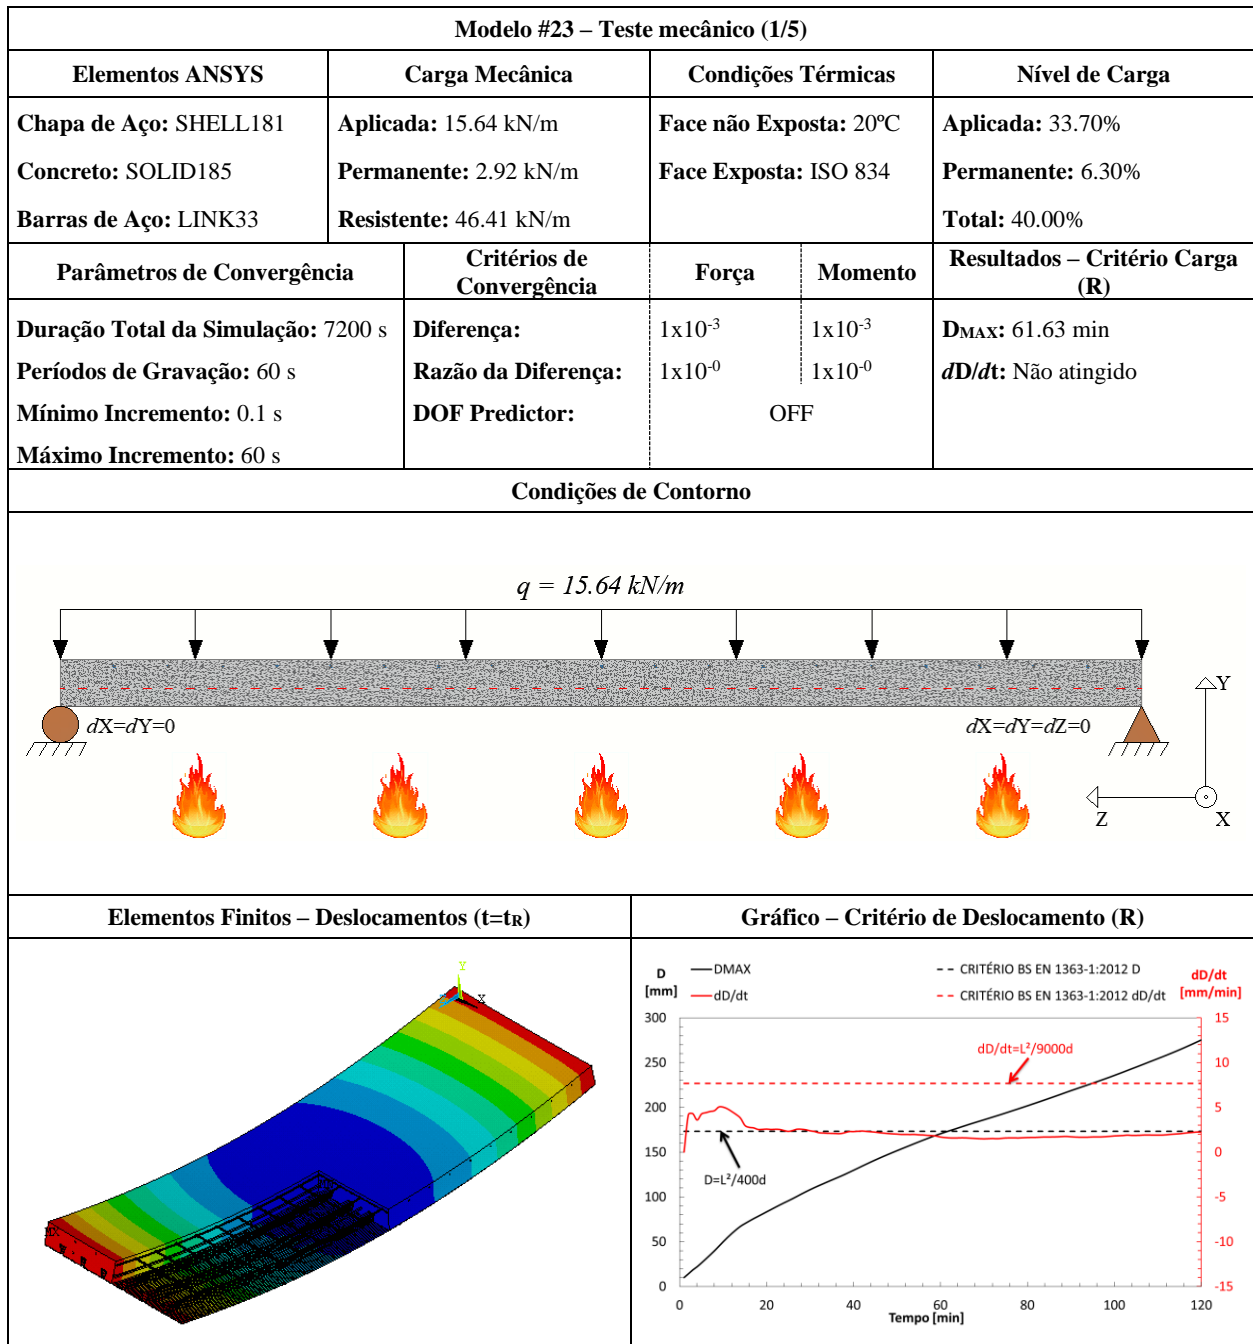 Modelo #23 – Teste mecânico (1/5)
Elementos ANSYS
Carga Mecânica
Condições Térmicas
Nível de Carga
Chapa de Aço: SHELL181
Concreto: SOLID185
Barras de Aço: LINK33
Aplicada: 15.64 kN/m
Permanente: 2.92 kN/m
Resistente: 46.41 kN/m
Face não Exposta: 20ºC
Face Exposta: ISO 834
Aplicada: 33.70%
Permanente: 6.30%
Total: 40.00%
Parâmetros de Convergência
Critérios de
Convergência
Força
Momento
Resultados – Critério Carga
(R)
Duração Total da Simulação: 7200 s
Períodos de Gravação: 60 s
Mínimo Incremento: 0.1 s
Máximo Incremento: 60 s
Diferença: 1x10-3 1x10-3
Razão da Diferença: 1x10-0 1x10-0
DOF Predictor: OFF
DMAX: 61.63 min
dD/dt: Não atingido
Condições de Contorno
q = 15.64 kN/m
dX=dY=0
dX=dY=dZ=0
Y
Z
X
Elementos Finitos – Deslocamentos (t=tR)
Y
X
MX
Gráfico – Critério de Deslocamento (R)
D
[mm]
DMAX
CRITÉRIO BS EN 1363-1:2012 D
dD/dt
CRITÉRIO BS EN 1363-1:2012 dD/dt
dD/dt
[mm/min]
300
250
200
150
100
50
0
15
10
5
0
-5
-10
-15
dD/dt=L²/9000d
D=L²/400d
0 20 40 60 80 100 120
Tempo [min]